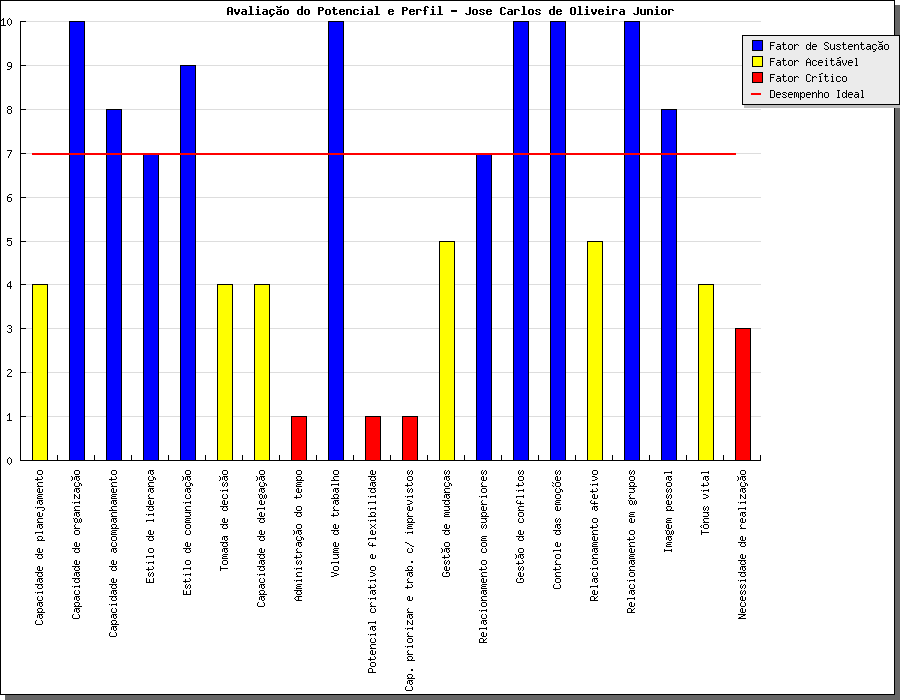 Avaliação do Potencial e Perfil - Jose Carlos de Oliveira Junior
Fator de Sustentação
Fator Aceitável
Fator Crítico
Desempenho Ideal
10
9
8
7
6
5
4
3
2
1
0
Capacidade de planejamento
Capacidade de organização
Capacidade de acompanhamento
Estilo de liderança
Estilo de comunicação
Tomada de decisão
Capacidade de delegação
Administração do tempo
Volume de trabalho
Potencial criativo e flexibilidade
Cap. priorizar e trab. c/ imprevistos
Gestão de mudanças
Relacionamento com superiores
Gestão de conflitos
Controle das emoções
Relacionamento afetivo
Relacionamento em grupos
Imagem pessoal
Tônus vital
Necessidade de realização